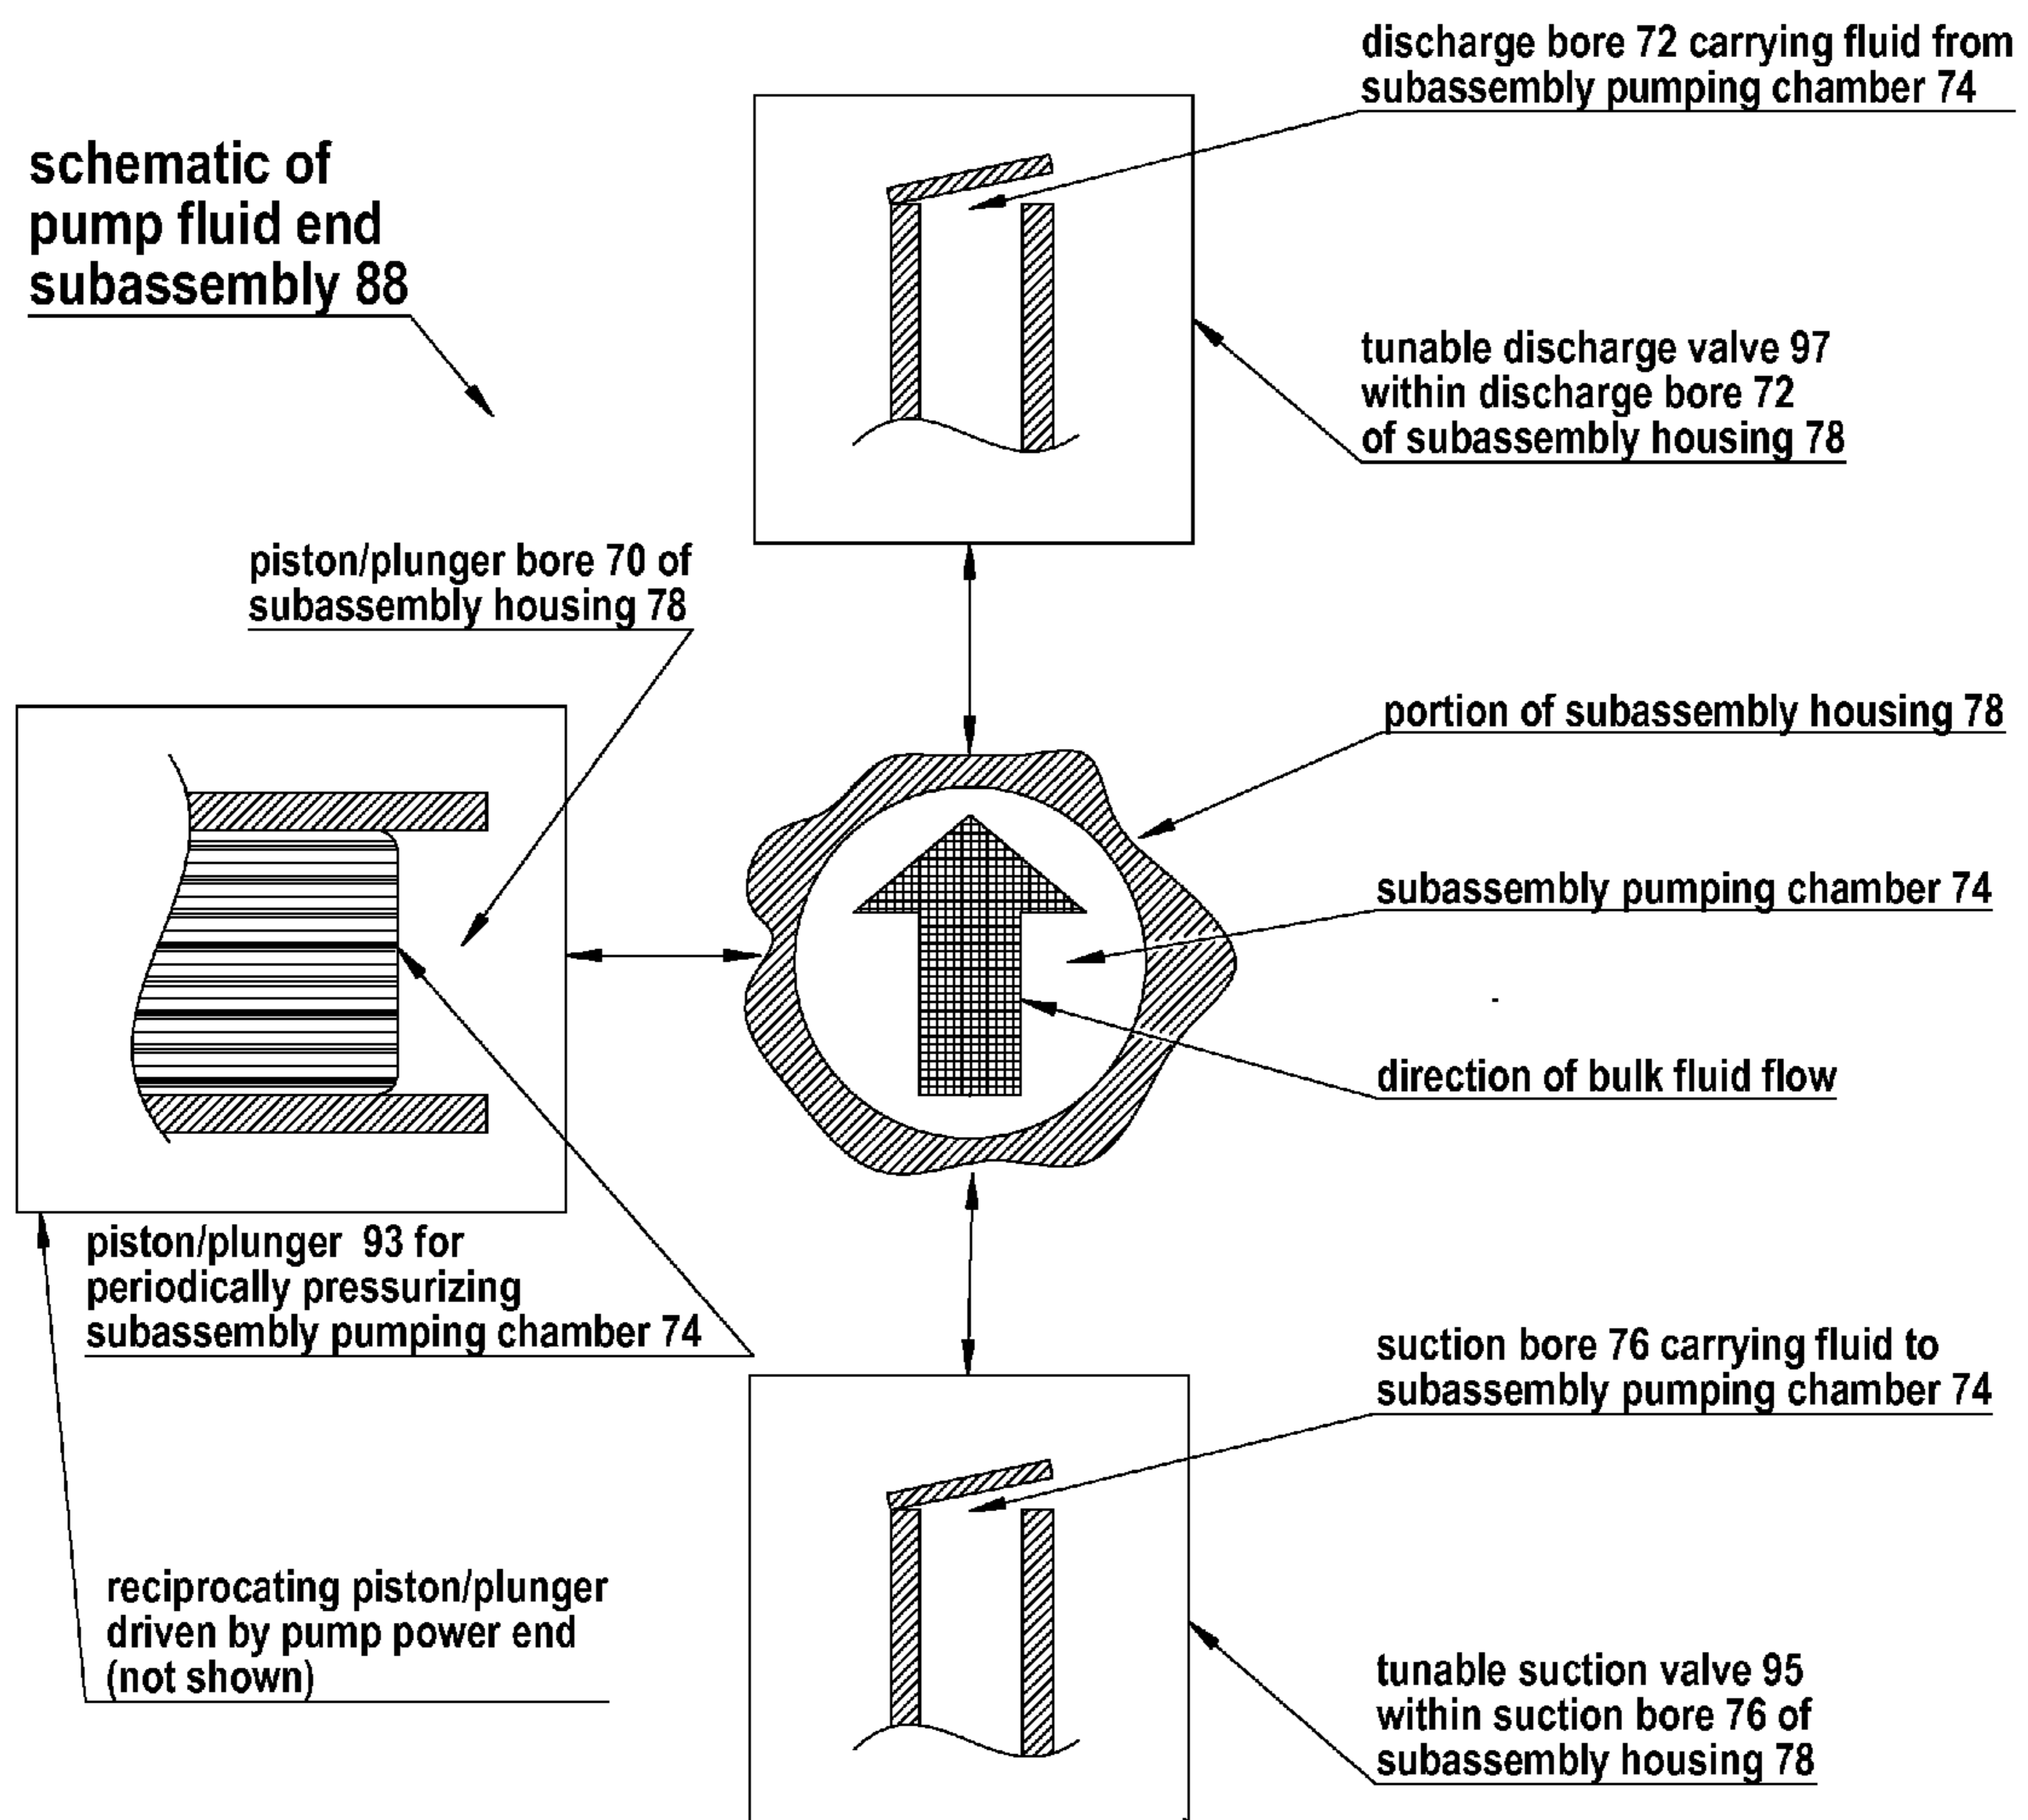 schematic of
pump fluid end
subassembly 88
discharge bore 72 carrying fluid from
subassembly pumping chamber 74
tunable discharge valve 97
within discharge bore 72
of subassembly housing 78
piston/plunger bore 70 of
subassembly housing 78
portion of subassembly housing 78
subassembly pumping chamber 74
direction of bulk fluid flow
piston/plunger 93 for
periodically pressurizing
subassembly pumping chamber 74
suction bore 76 carrying fluid to
subassembly pumping chamber 74
reciprocating piston/plunger
driven by pump power end
(not shown)
tunable suction valve 95
within suction bore 76 of
subassembly housing 78